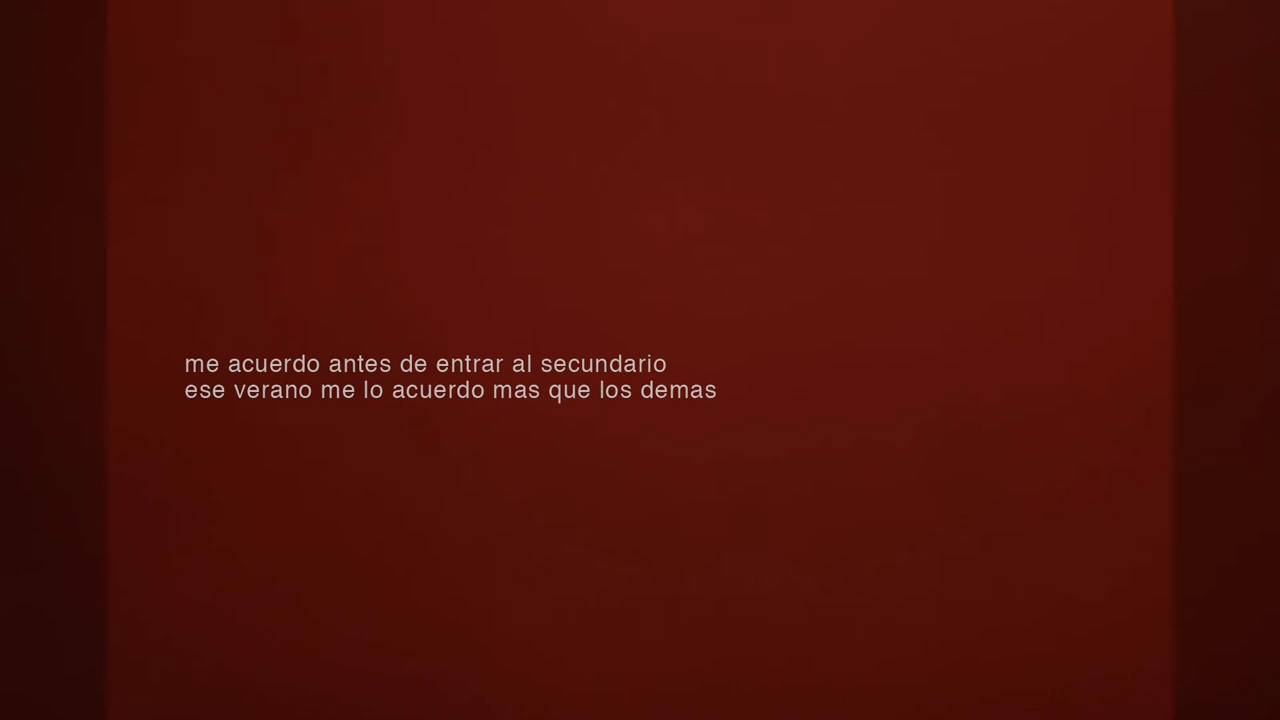 me acuerdo antes de entrar al secundario
ese verano me lo acuerdo mas que los demas